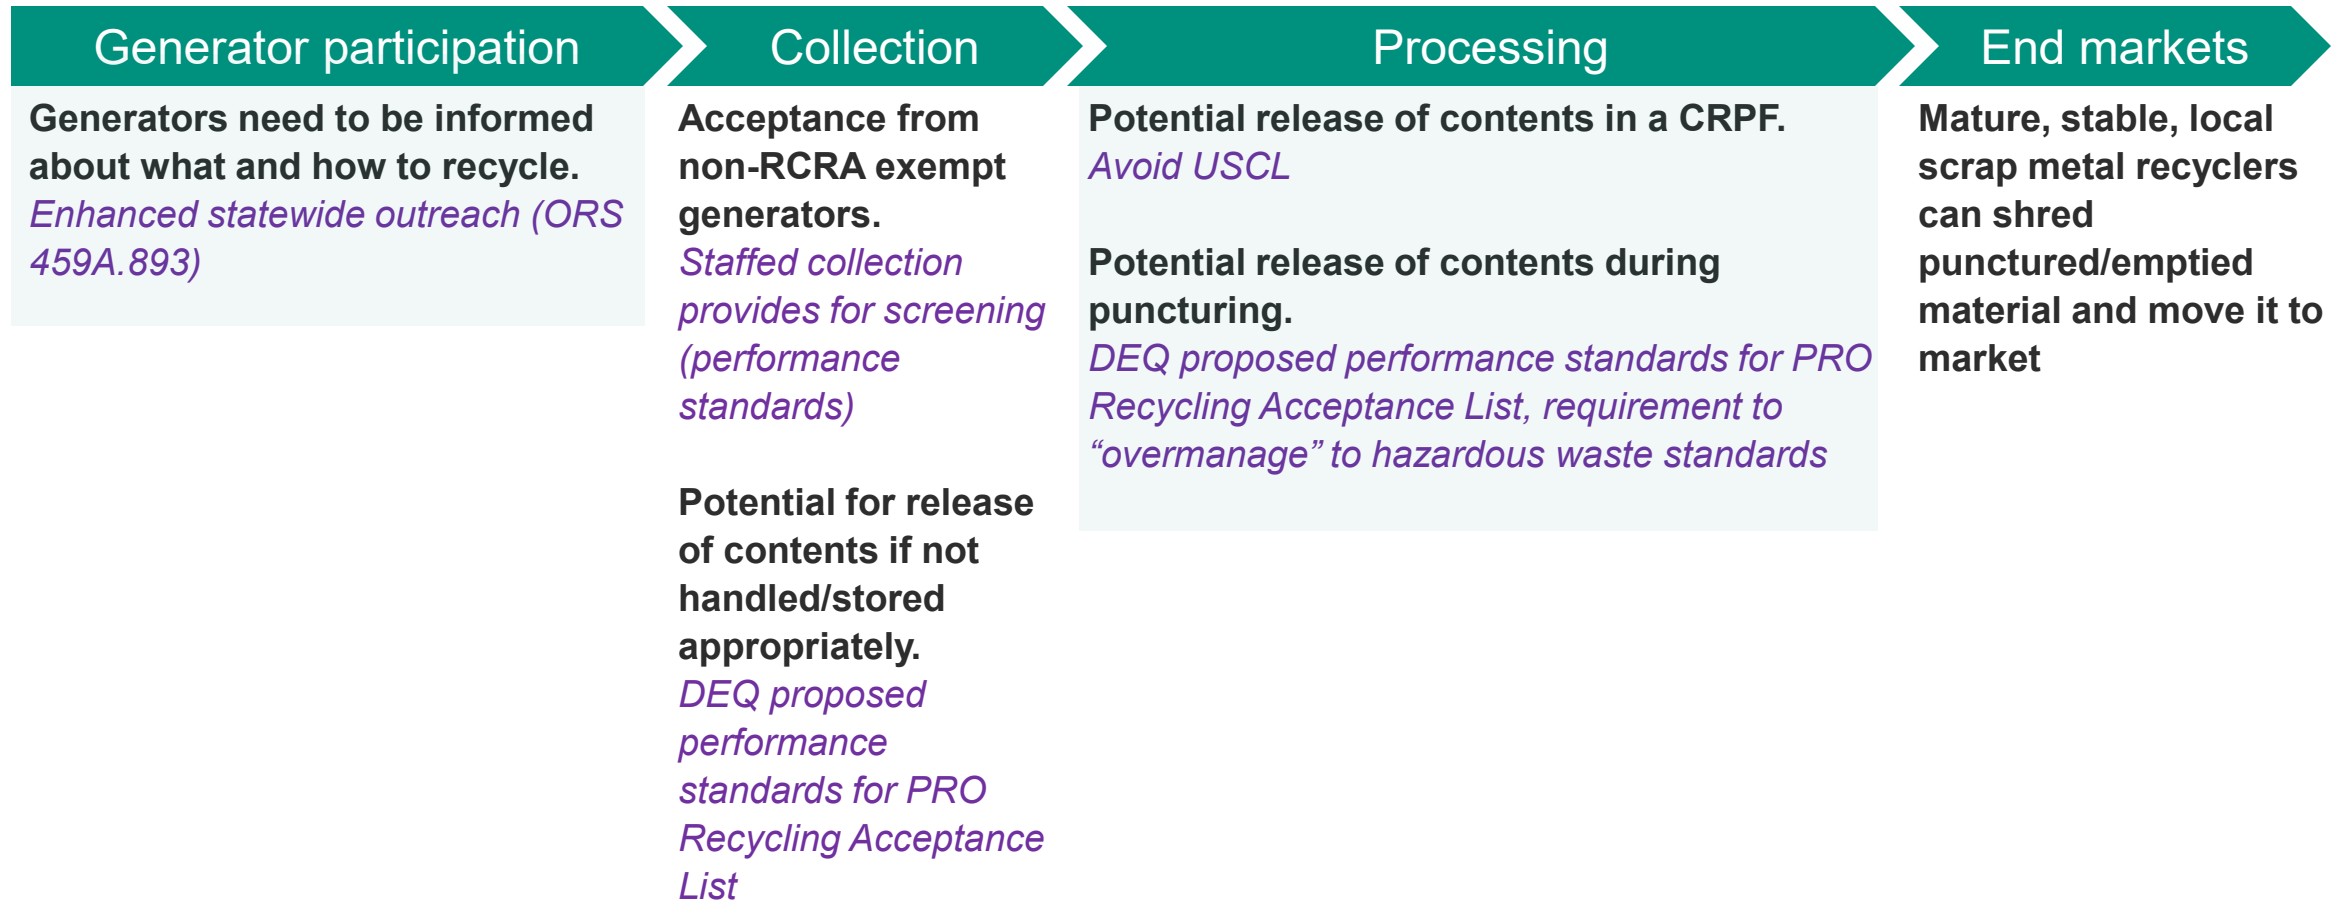 Generator participation
Collection
Processing
End markets
Generators need to be informed
about what and how to recycle.
Enhanced statewide outreach (ORS
459A.893)
Acceptance from
non-RCRA exempt
generators.
Staffed collection
provides for screening
(performance
standards)
Potential for release
of contents if not
handled/stored
appropriately.
DEQ proposed
performance
standards for PRO
Recycling Acceptance
List
Potential release of contents in a CRPF.
Avoid USCL
Potential release of contents during
puncturing.
DEQ proposed performance standards for PRO
Recycling Acceptance List, requirement to
“overmanage” to hazardous waste standards
Mature, stable, local
scrap metal recyclers
can shred
punctured/emptied
material and move it to
market